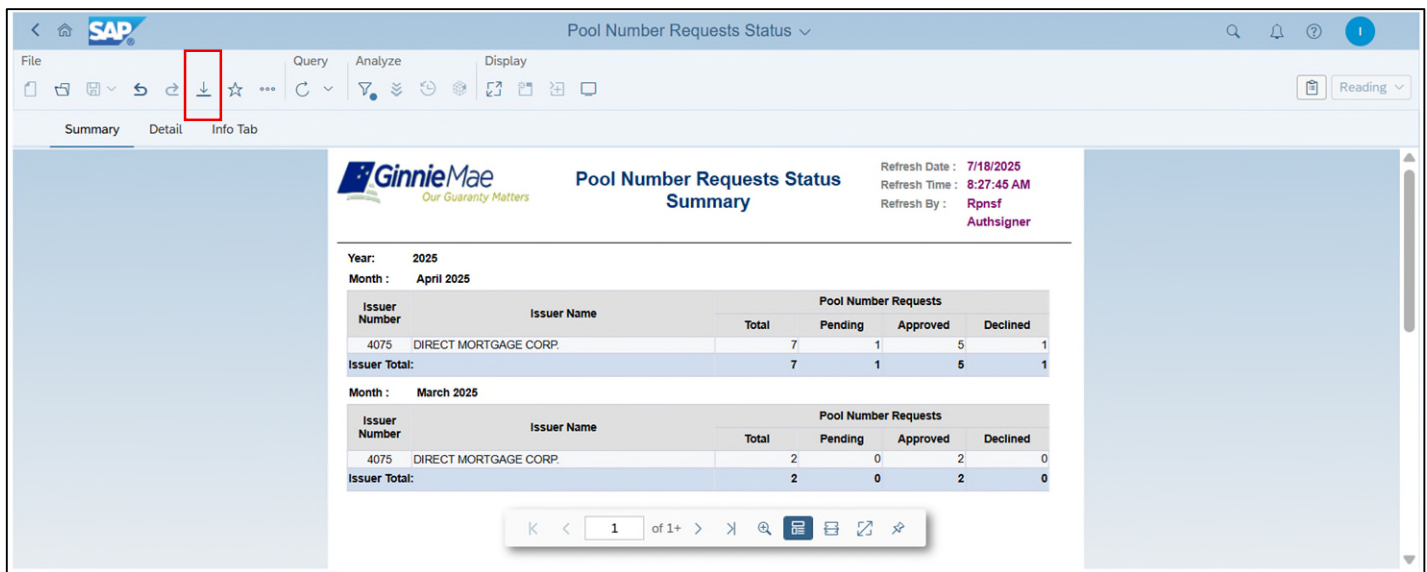 SAP
Pool Number Requests Status
I
File
Query
Analyze
Display
Reading
Summary Detail Info Tab
GinnieMae
Our Guaranty Matters
Pool Number Requests Status
Summary
Refresh Date : 7/18/2025
Refresh Time : 8:27:45 AM
Refresh By : Rpnsf
Authsigner
Year: 2025
Month : April 2025
Issuer Number Issuer Name Pool Number Requests
Total Pending Approved Declined
4075 DIRECT MORTGAGE CORP. 7 1 5 1
Issuer Total: 7 1 5 1
Month : March 2025
Issuer Number Issuer Name Pool Number Requests
Total Pending Approved Declined
4075 DIRECT MORTGAGE CORP. 2 0 2 0
Issuer Total: 2 0 2 0
1 of 1+